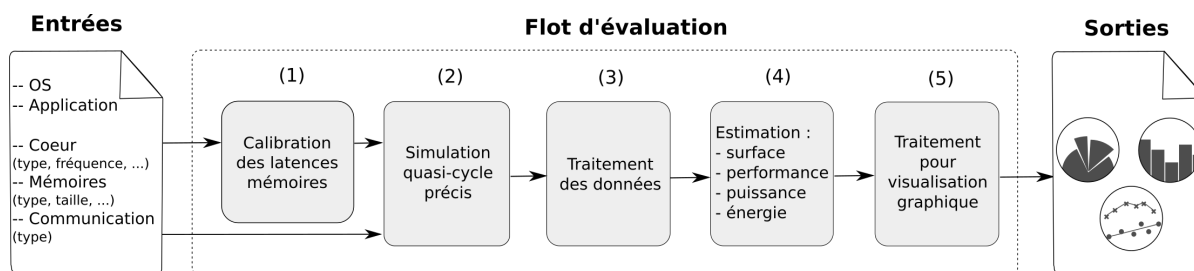 Entrées
Flot d'évaluation
Sorties
-- OS
-- Application
-- Coeur
(type, fréquence, ...)
-- Mémoires
(type, taille, ...)
-- Communication
(type)
(1)
Calibration
des latences
mémoires
(2)
Simulation
quasi-cycle
précis
(3)
Traitement
des données
(4)
Estimation :
- surface
- performance
- puissance
- énergie
(5)
Traitement
pour
visualisation
graphique